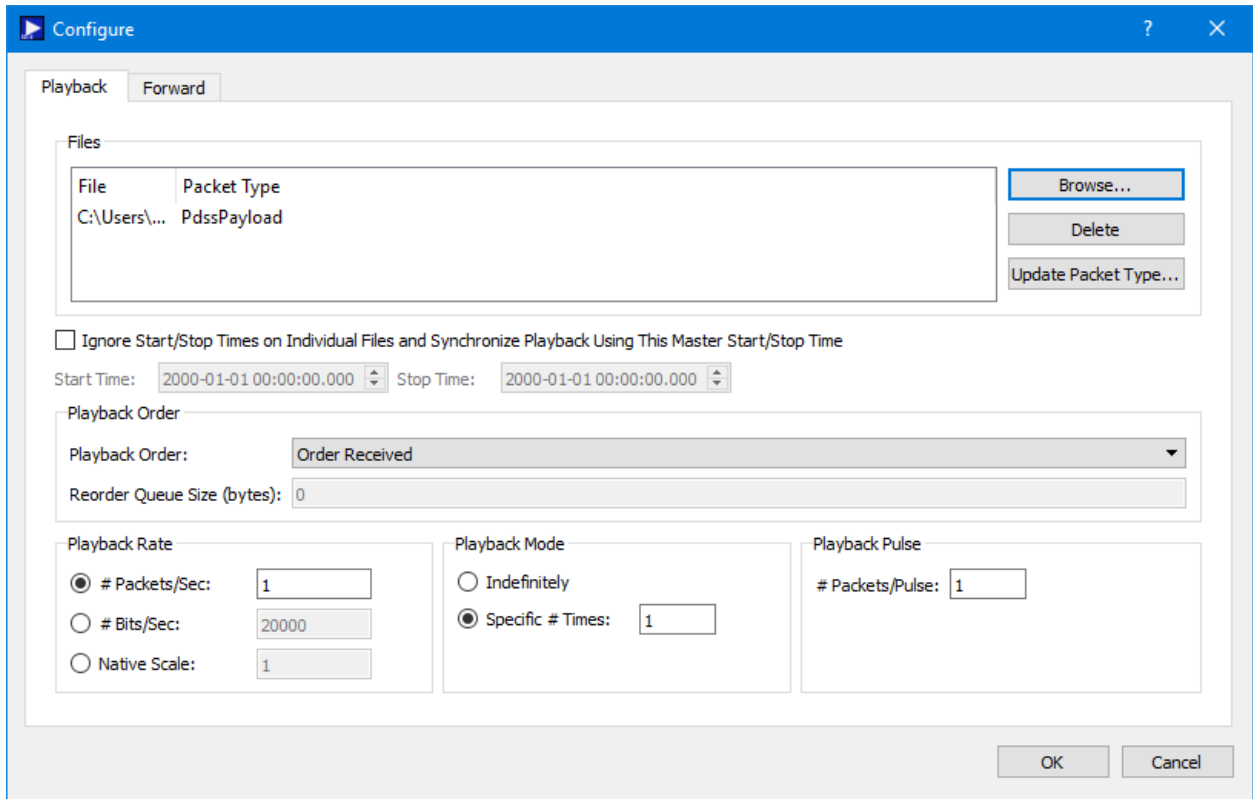 Configure
?
Playback Forward
Files
File Packet Type
C:\Users\... PdssPayload
Browse...
Delete
Update Packet Type...
Ignore Start/Stop Times on Individual Files and Synchronize Playback Using This Master Start/Stop Time
Start Time: 2000-01-01 00:00:00.000 Stop Time: 2000-01-01 00:00:00.000
Playback Order
Playback Order: Order Received
Reorder Queue Size (bytes): 0
Playback Rate
# Packets/Sec: 1
# Bits/Sec: 20000
Native Scale: 1
Playback Mode
Indefinitely
Specific # Times: 1
Playback Pulse
# Packets/Pulse: 1
OK Cancel